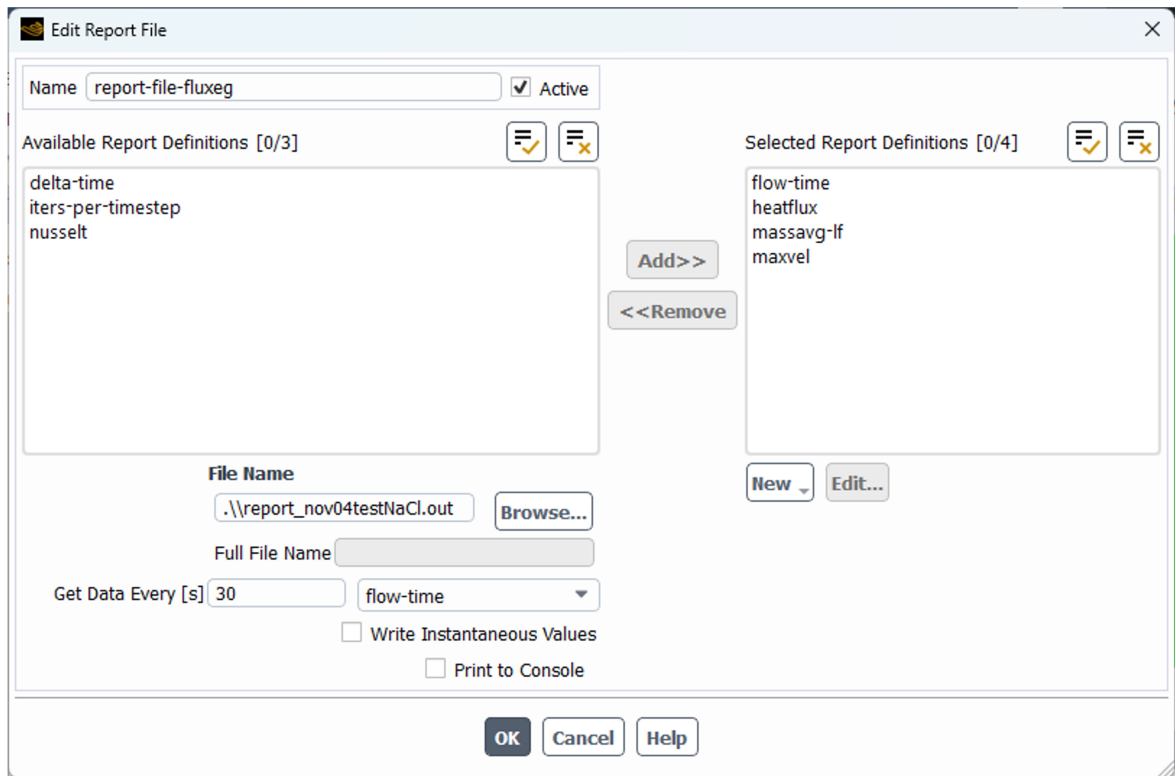 Edit Report File
Name report-file-fluxeg Active
Available Report Definitions [0/3]
delta-time
iters-per-timestep
nusselt
Add>>
<<Remove
Selected Report Definitions [0/4]
flow-time
heatflux
massavg-lf
maxvel
New Edit...
File Name
.\\report_nov04testNaCl.out Browse...
Full File Name
Get Data Every [s] 30 flow-time
Write Instantaneous Values
Print to Console
OK Cancel Help